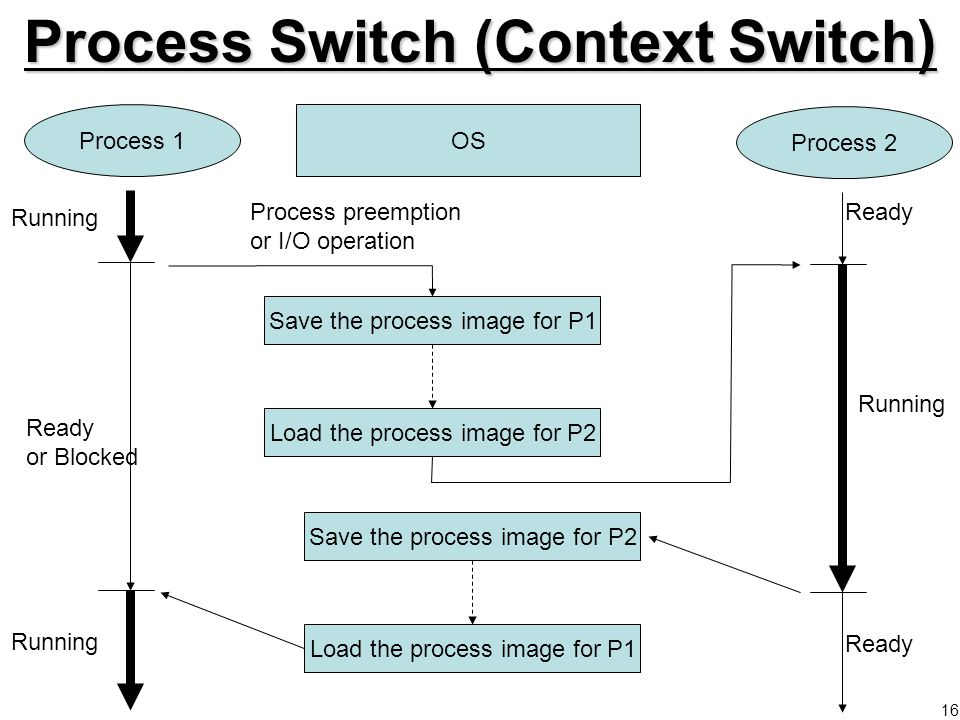 Process Switch (Context Switch)
Process 1
OS
Process 2
Running
Process preemption
or I/O operation
Ready
Save the process image for P1
Running
Ready
or Blocked
Load the process image for P2
Save the process image for P2
Running
Load the process image for P1
Ready
16